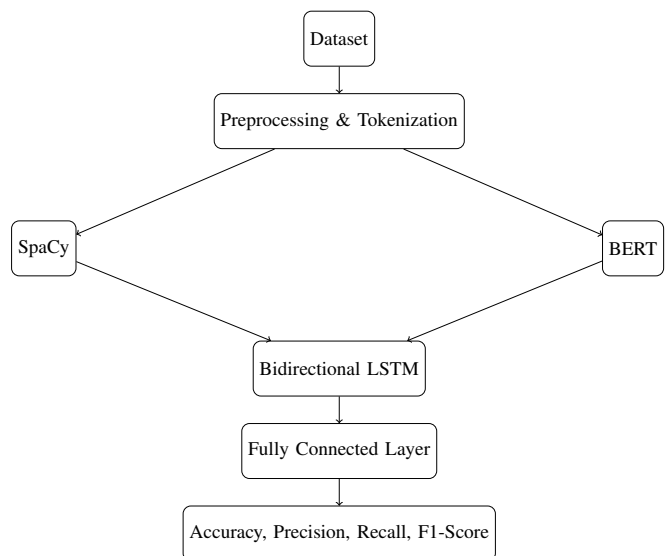 Dataset
Preprocessing & Tokenization
SpaCy
BERT
Bidirectional LSTM
Fully Connected Layer
Accuracy, Precision, Recall, F1-Score